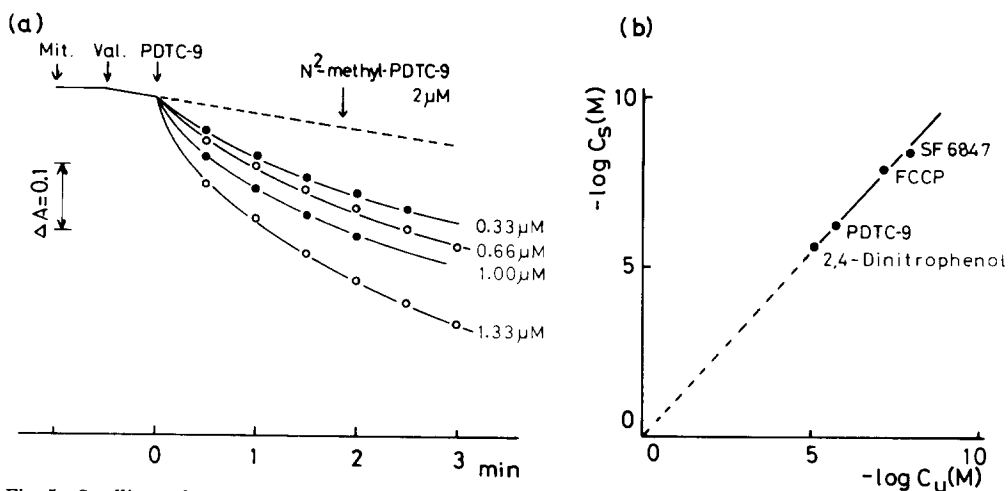 (a)
Mit. Val. PDTC-9
N²-methyl-PDTC-9
2μM
ΔA=0.1
0.33μM
0.66μM
1.00μM
1.33μM
0 1 2 3 min
(b)
-log Cs(M)
10
5
0
SF 6847
FCCP
PDTC-9
2,4-Dinitrophenol
0 5 10
-log Cu(M)